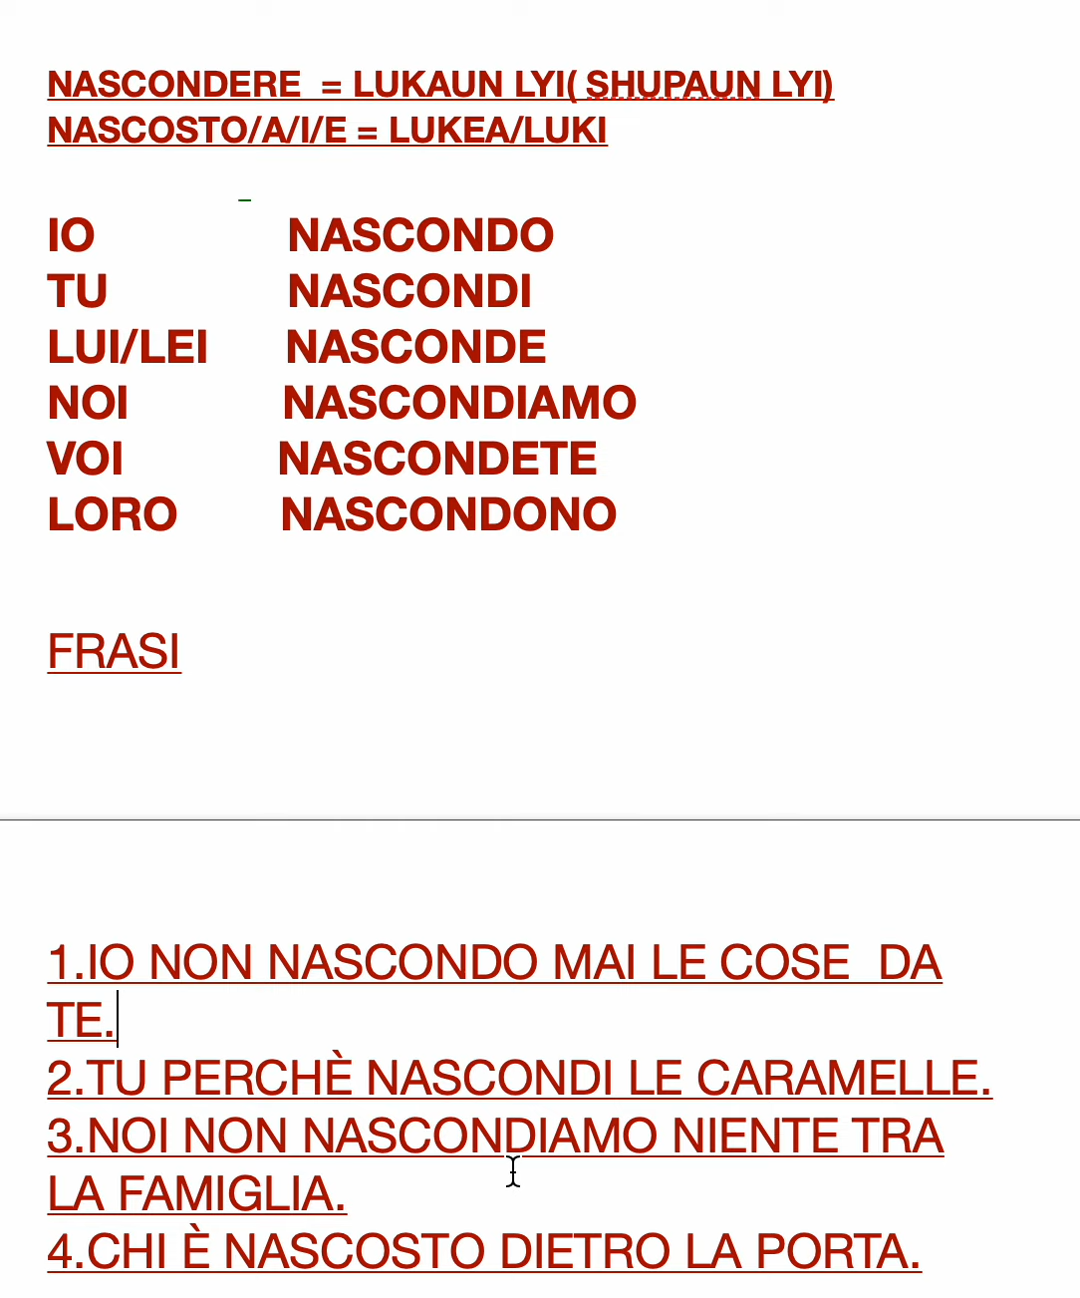 NASCONDERE = LUKAUN LYI( SHUPAUN LYI)
NASCOSTO/A/I/E = LUKEA/LUKI
IO NASCONDO
TU NASCONDI
LUI/LEI NASCONDE
NOI NASCONDIAMO
VOI NASCONDETE
LORO NASCONDONO
FRASI
1.IO NON NASCONDO MAI LE COSE DA
TE.
2.TU PERCHÈ NASCONDI LE CARAMELLE.
3.NOI NON NASCONDIAMO NIENTE TRA
LA FAMIGLIA.
4.CHI È NASCOSTO DIETRO LA PORTA.